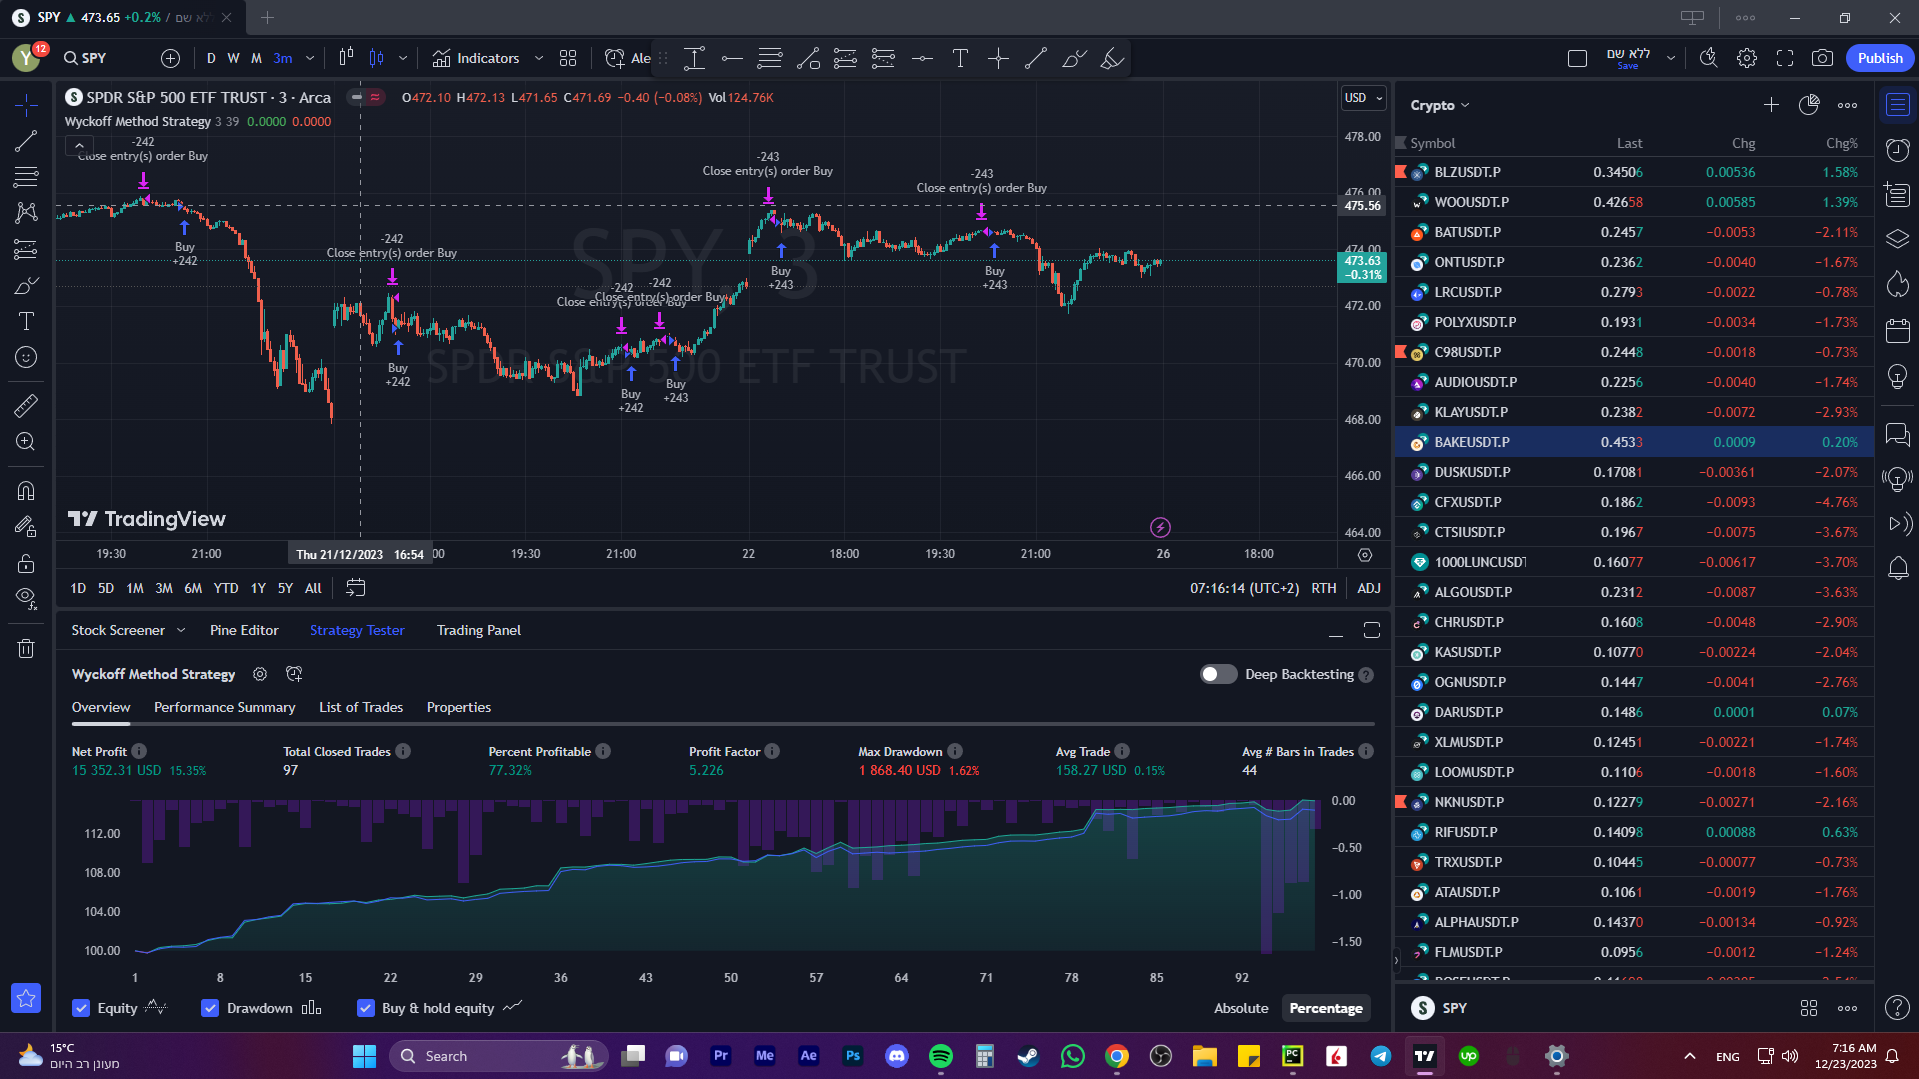 SPY ▲ 473.65 +0.2% / ללא שם
Y 12 SPY D W M 3m Indicators Ale ללא שם Save Publish
SPDR S&P 500 ETF TRUST · 3 · Arca O472.10 H472.13 L471.65 C471.69 −0.40 (−0.08%) Vol124.76K
Wyckoff Method Strategy 3 39 0.0000 0.0000
USD
SPY, 3
SPDR S&P 500 ETF TRUST
-242
Close entry(s) order Buy
Buy
+242
-242
Close entry(s) order Buy
Buy
+242
-242
Close entry(s) order Buy
Buy
+242
-242
Close entry(s) order Buy
Buy
+243
-243
Close entry(s) order Buy
Buy
+243
-243
Close entry(s) order Buy
Buy
+243
478.00
476.00
475.56
474.00
473.63
−0.31%
472.00
470.00
468.00
466.00
464.00
TradingView
19:30 21:00 Thu 21/12/2023 16:54 :00 19:30 21:00 22 18:00 19:30 21:00 26 18:00
1D 5D 1M 3M 6M YTD 1Y 5Y All 07:16:14 (UTC+2) RTH ADJ
Stock Screener Pine Editor Strategy Tester Trading Panel
Wyckoff Method Strategy Deep Backtesting
Overview Performance Summary List of Trades Properties
Net Profit Total Closed Trades Percent Profitable Profit Factor Max Drawdown Avg Trade Avg # Bars in Trades
15 352.31 USD 15.35% 97 77.32% 5.226 1 868.40 USD 1.62% 158.27 USD 0.15% 44
0.00
112.00
−0.50
108.00
−1.00
104.00
−1.50
100.00
1 8 15 22 29 36 43 50 57 64 71 78 85 92
Equity Drawdown Buy & hold equity Absolute Percentage
Crypto
Symbol Last Chg Chg%
BLZUSDT.P 0.34506 0.00536 1.58%
WOOUSDT.P 0.42658 0.00585 1.39%
BATUSDT.P 0.2457 −0.0053 −2.11%
ONTUSDT.P 0.2362 −0.0040 −1.67%
LRCUSDT.P 0.2793 −0.0022 −0.78%
POLYXUSDT.P 0.1931 −0.0034 −1.73%
C98USDT.P 0.2448 −0.0018 −0.73%
AUDIOUSDT.P 0.2256 −0.0040 −1.74%
KLAYUSDT.P 0.2382 −0.0072 −2.93%
BAKEUSDT.P 0.4533 0.0009 0.20%
DUSKUSDT.P 0.17081 −0.00361 −2.07%
CFXUSDT.P 0.1862 −0.0093 −4.76%
CTSIUSDT.P 0.1967 −0.0075 −3.67%
1000LUNCUSDT 0.16077 −0.00617 −3.70%
ALGOUSDT.P 0.2312 −0.0087 −3.63%
CHRUSDT.P 0.1608 −0.0048 −2.90%
KASUSDT.P 0.10770 −0.00224 −2.04%
OGNUSDT.P 0.1447 −0.0041 −2.76%
DARUSDT.P 0.1486 0.0001 0.07%
XLMUSDT.P 0.12451 −0.00221 −1.74%
LOOMUSDT.P 0.1106 −0.0018 −1.60%
NKNUSDT.P 0.12279 −0.00271 −2.16%
RIFUSDT.P 0.14098 0.00088 0.63%
TRXUSDT.P 0.10445 −0.00077 −0.73%
ATAUSDT.P 0.1061 −0.0019 −1.76%
ALPHAUSDT.P 0.14370 −0.00134 −0.92%
FLMUSDT.P 0.0956 −0.0012 −1.24%
S SPY
15°C
מעונן רב היום
Search
Pr Me Ae Ps PC up
ENG
7:16 AM
12/23/2023